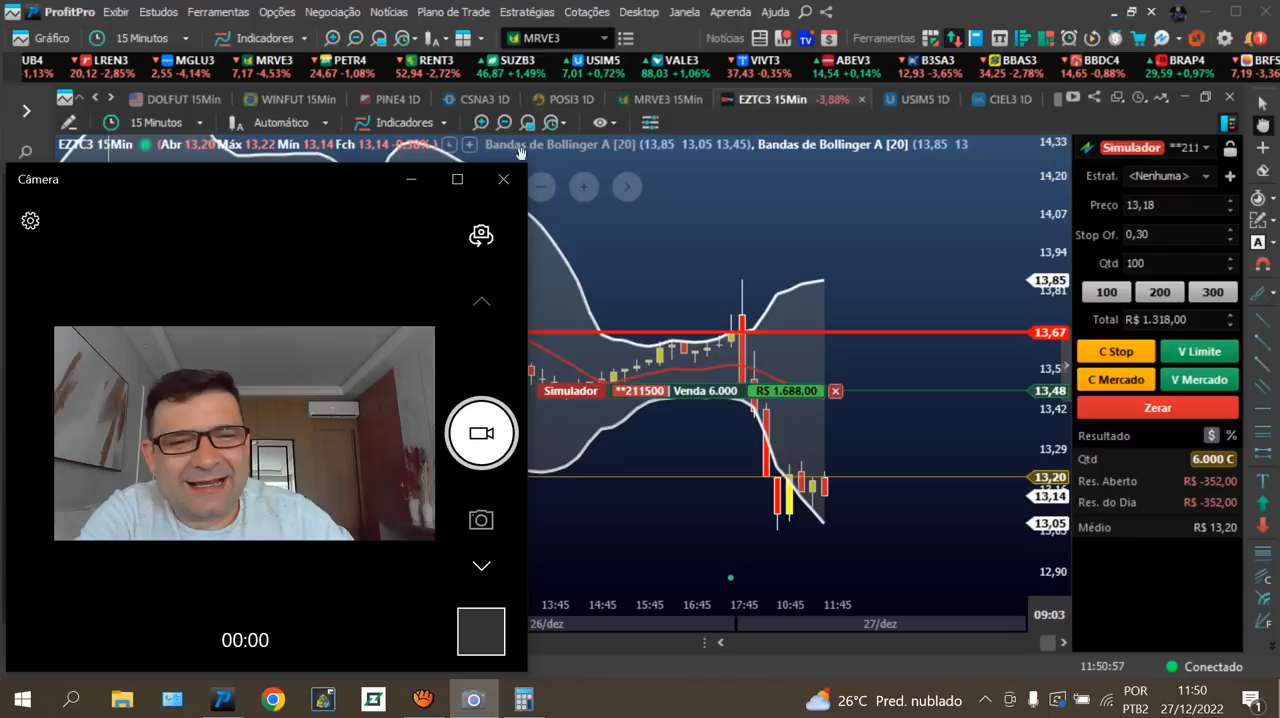 ProfitPro Exibir Estudos Ferramentas Opções Negociação Notícias Plano de Trade Estratégias Cotações Desktop Janela Aprenda Ajuda
Gráfico 15 Minutos Indicadores MRVE3 Notícias TV Ferramentas
UB4 LREN3 MGLU3 MRVE3 PETR4 RENT3 SUZB3 USIM5 VALE3 VIVT3 ABEV3 B3SA3 BBAS3 BBDC4 BRAP4 BRFS
1,13% 20,12 -2,85% 2,55 -4,14% 7,17 -4,53% 24,67 -1,08% 52,94 -2,72% 46,87 +1,49% 7,01 +0,72% 88,03 +1,06% 37,43 -0,35% 14,54 +0,14% 12,93 -3,65% 34,25 -2,78% 14,65 -0,88% 29,59 +0,97% 7,19 -3,36
DOLFUT 15Min WINFUT 15Min PINE4 1D CSNA3 1D POSI3 1D MRVE3 15Min EZTC3 15Min -3,88% USIM5 1D CIEL3 1D
15 Minutos Automático Indicadores
EZTC3 15Min (Abr 13,20 Máx 13,22 Mín 13,14 Fch 13,14 -0,38%) Bandas de Bollinger A [20] (13,85 13,05 13,45), Bandas de Bollinger A [20] (13,85 13
14,33
14,20
14,07
13,94
13,85
13,81
13,67
13,5
13,48
13,42
13,29
13,20
13,14
13,05
12,90
Câmera
00:00
Simulador **211500 | Venda 6.000 R$ 1.688,00
13:45 14:45 15:45 16:45 17:45 10:45 11:45
26/dez 27/dez
09:03
Simulador **211
Estrat. <Nenhuma>
Preço 13,18
Stop Of. 0,30
Qtd 100
100 200 300
Total R$ 1.318,00
C Stop V Limite
C Mercado V Mercado
Zerar
Resultado $ %
Qtd 6.000 C
Res. Aberto R$ -352,00
Res. do Dia R$ -352,00
Médio R$ 13,20
A
T
C
F
11:50:57 Conectado
26°C Pred. nublado
POR
PTB2
11:50
27/12/2022
1